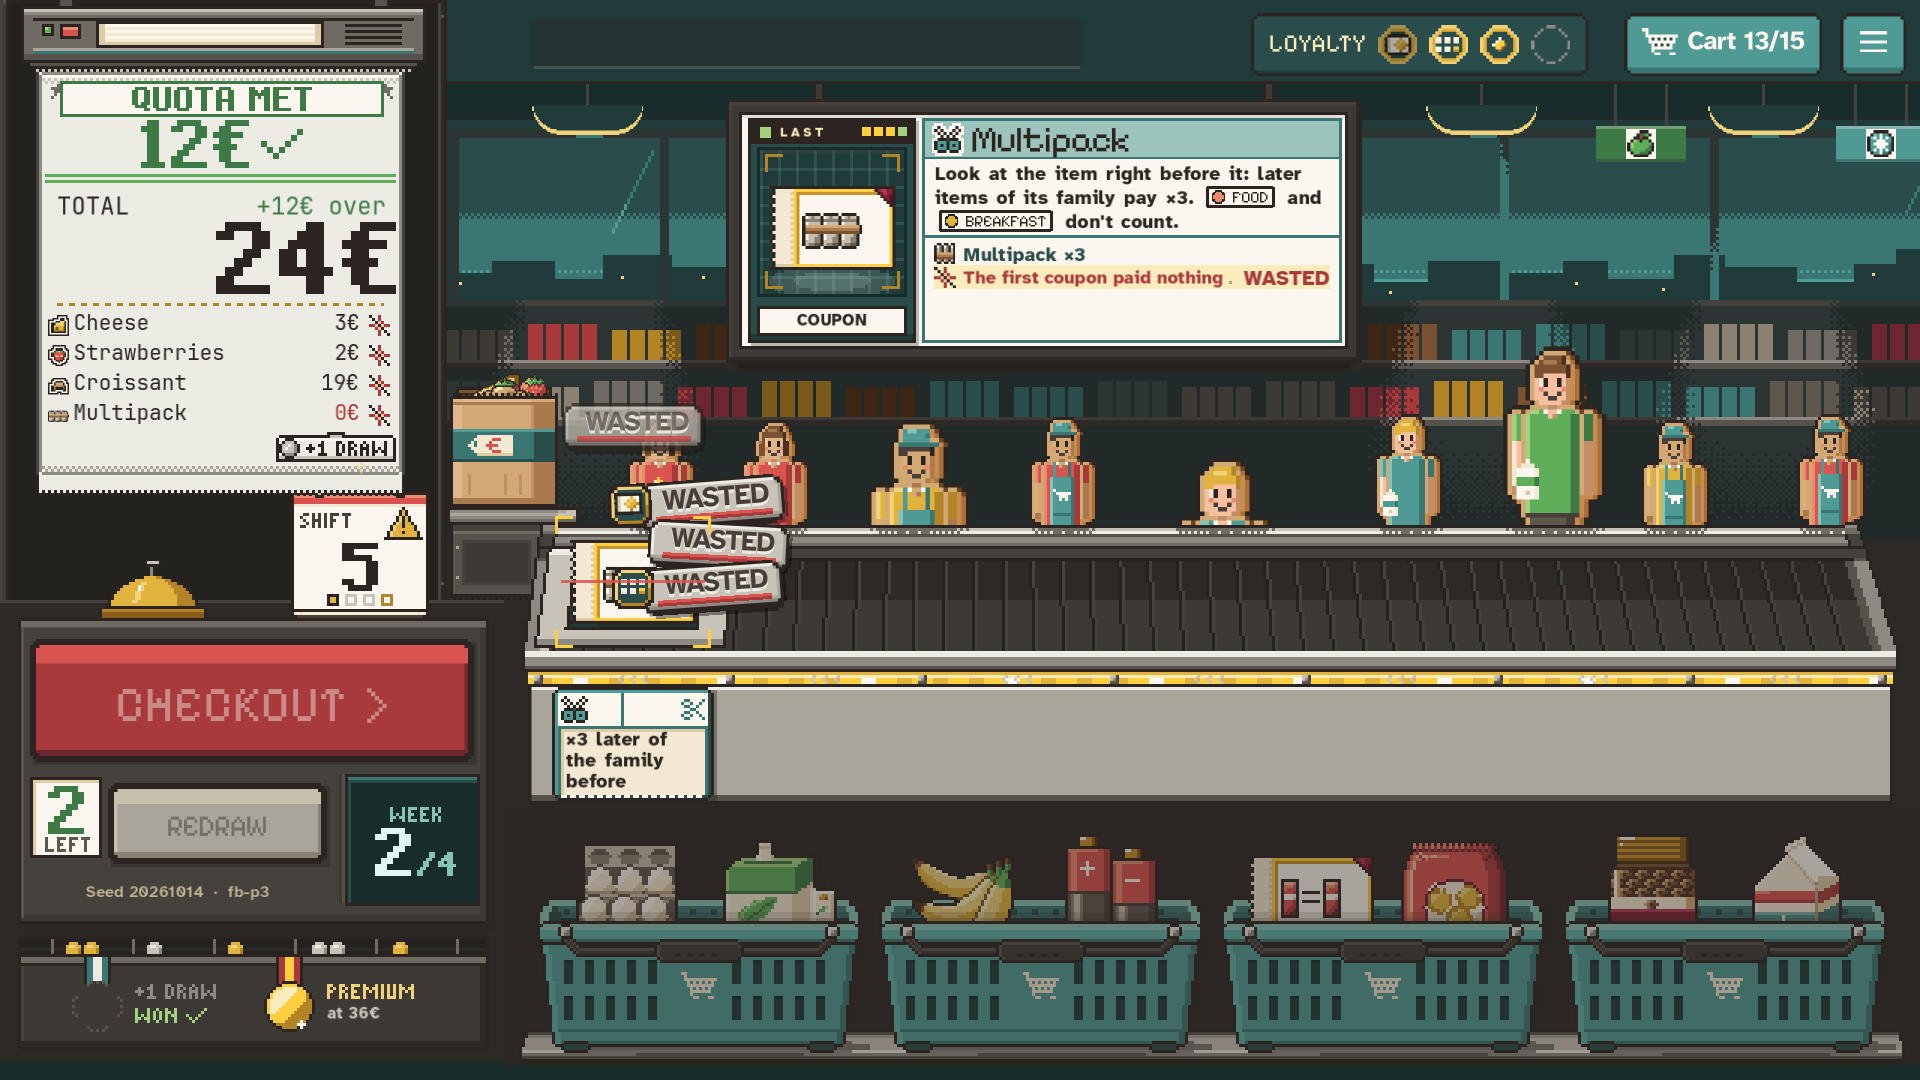 QUOTA MET
12€
TOTAL +12€ over
24€
Cheese 3€
Strawberries 2€
Croissant 19€
Multipack 0€
+1 DRAW
SHIFT
5
CHECKOUT >
2
LEFT
REDRAW
WEEK
2/4
Seed 20261014 · fb-p3
+1 DRAW
WON
PREMIUM
at 36€
LOYALTY
Cart 13/15
LAST
COUPON
Multipack
Look at the item right before it: later
items of its family pay ×3. FOOD and
BREAKFAST don't count.
Multipack ×3
The first coupon paid nothing . WASTED
€
WASTED
WASTED
WASTED
WASTED
×3 later of
the family
before